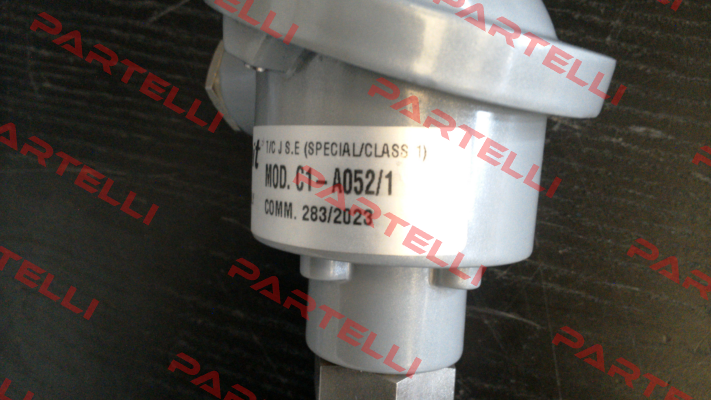 T/C J S.E (SPECIAL/CLASS 1)
MOD. C1-A052/1
COMM. 283/2023
PARTELLI
PARTELLI
PARTELLI
PARTELLI
PARTELLI
PARTELLI
PARTELLI
PARTELLI